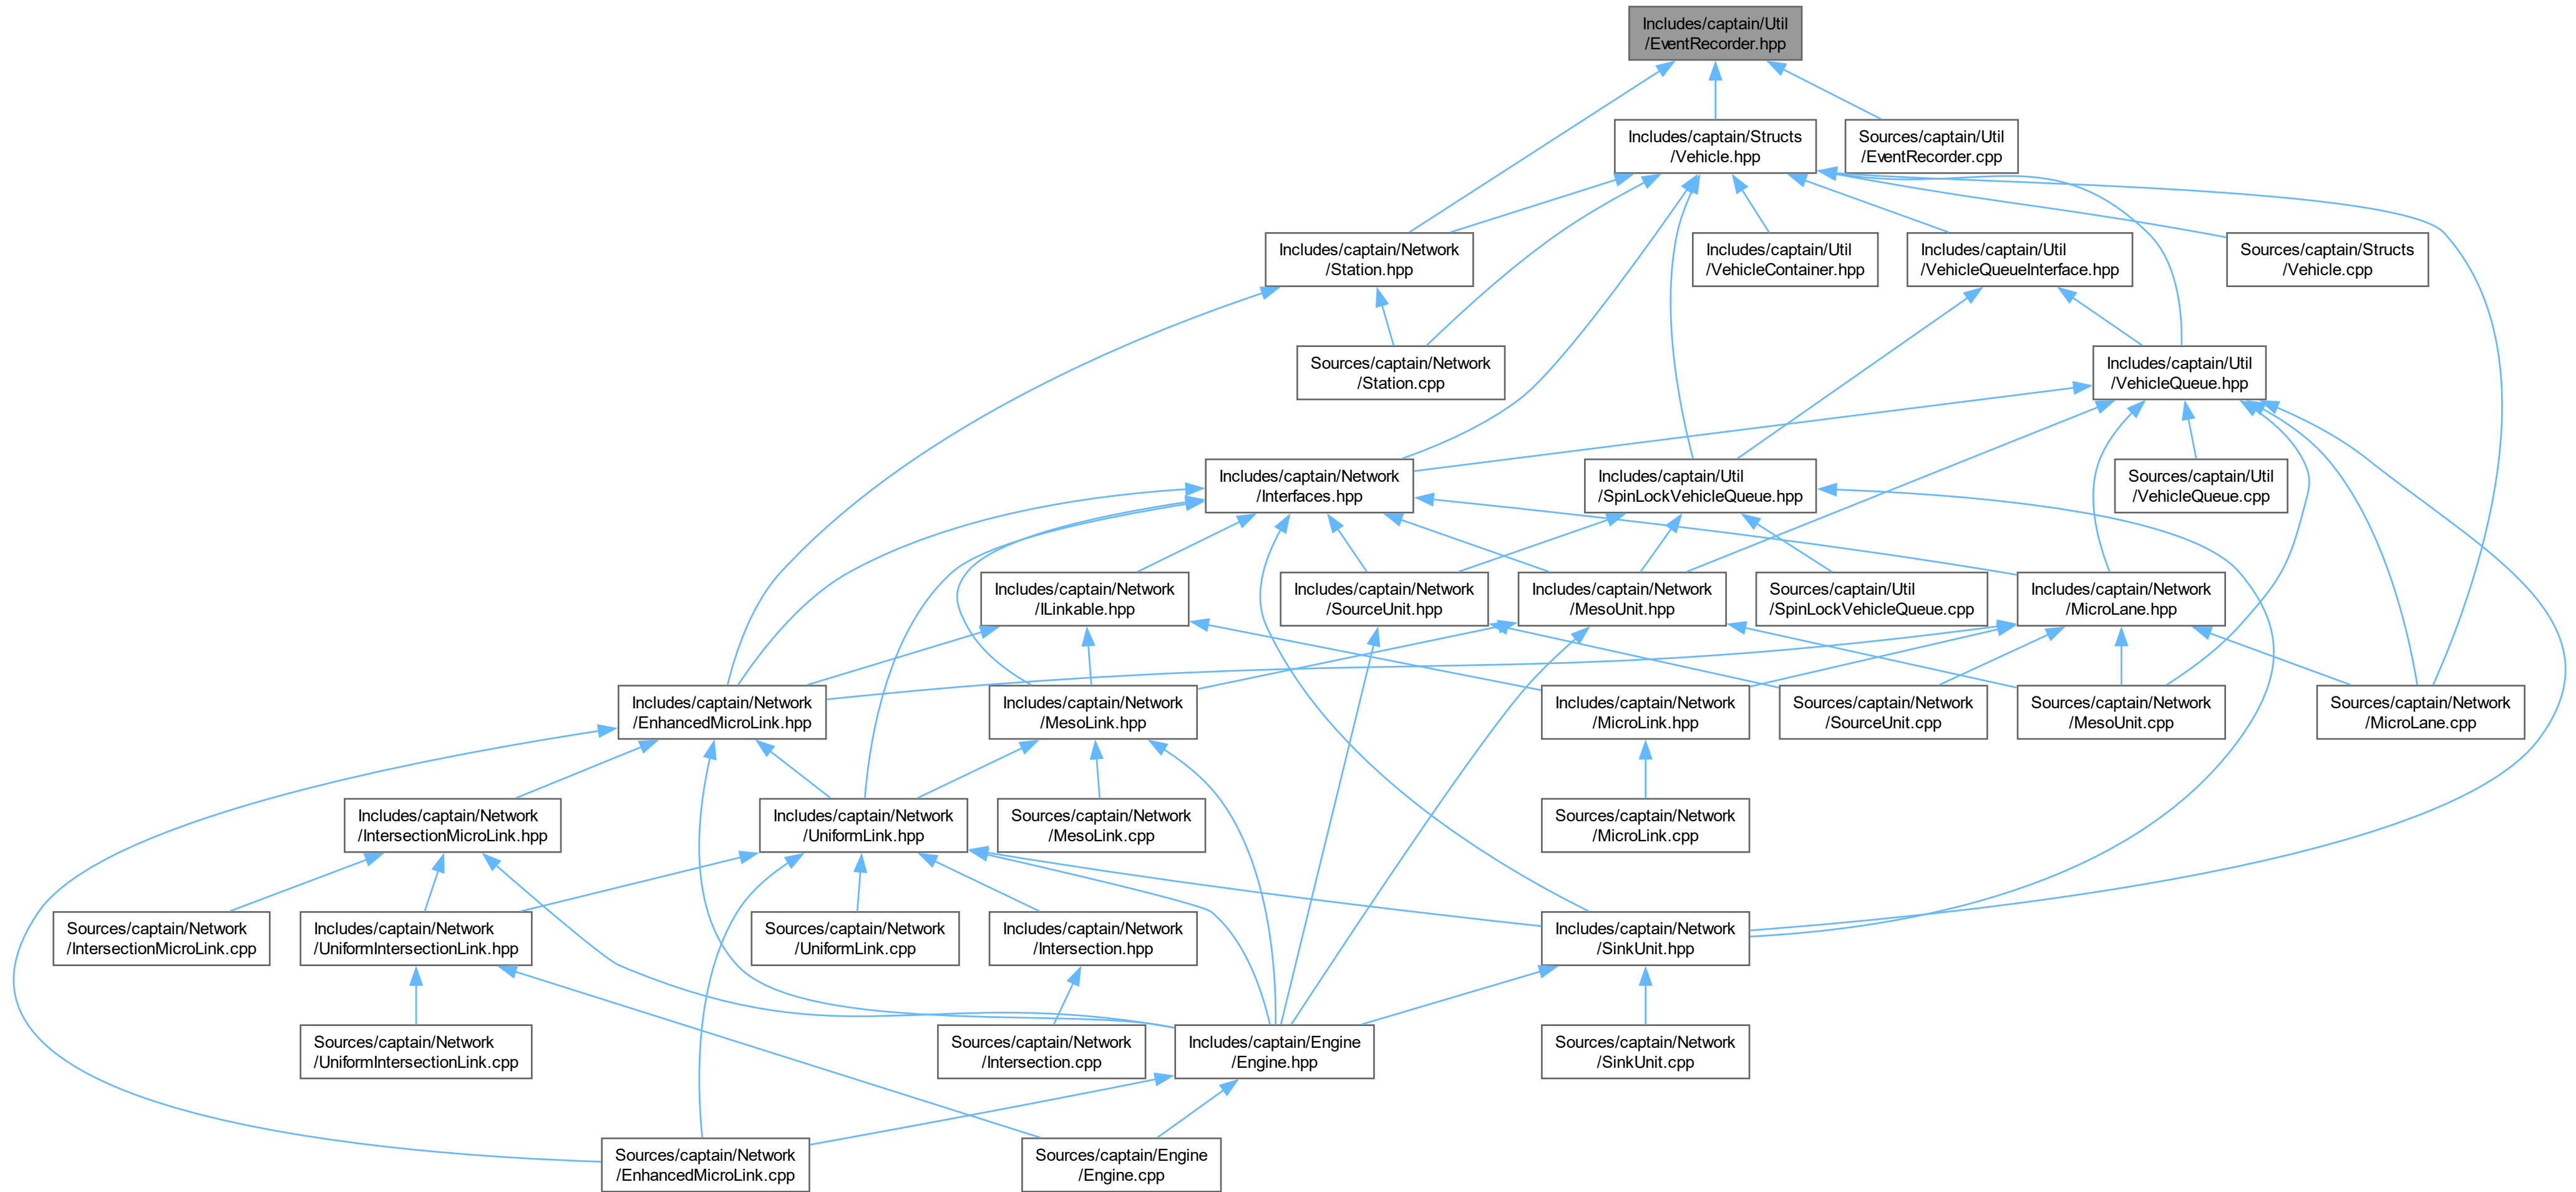 Includes/captain/Util
/EventRecorder.hpp
Includes/captain/Structs
/Vehicle.hpp
Sources/captain/Util
/EventRecorder.cpp
Includes/captain/Network
/Station.hpp
Includes/captain/Util
/VehicleContainer.hpp
Includes/captain/Util
/VehicleQueueInterface.hpp
Sources/captain/Structs
/Vehicle.cpp
Sources/captain/Network
/Station.cpp
Includes/captain/Util
/VehicleQueue.hpp
Includes/captain/Network
/Interfaces.hpp
Includes/captain/Util
/SpinLockVehicleQueue.hpp
Sources/captain/Util
/VehicleQueue.cpp
Includes/captain/Network
/ILinkable.hpp
Includes/captain/Network
/SourceUnit.hpp
Includes/captain/Network
/MesoUnit.hpp
Sources/captain/Util
/SpinLockVehicleQueue.cpp
Includes/captain/Network
/MicroLane.hpp
Includes/captain/Network
/EnhancedMicroLink.hpp
Includes/captain/Network
/MesoLink.hpp
Includes/captain/Network
/MicroLink.hpp
Sources/captain/Network
/SourceUnit.cpp
Sources/captain/Network
/MesoUnit.cpp
Sources/captain/Network
/MicroLane.cpp
Includes/captain/Network
/IntersectionMicroLink.hpp
Includes/captain/Network
/UniformLink.hpp
Sources/captain/Network
/MesoLink.cpp
Sources/captain/Network
/MicroLink.cpp
Sources/captain/Network
/IntersectionMicroLink.cpp
Includes/captain/Network
/UniformIntersectionLink.hpp
Sources/captain/Network
/UniformLink.cpp
Includes/captain/Network
/Intersection.hpp
Includes/captain/Network
/SinkUnit.hpp
Sources/captain/Network
/UniformIntersectionLink.cpp
Sources/captain/Network
/Intersection.cpp
Includes/captain/Engine
/Engine.hpp
Sources/captain/Network
/SinkUnit.cpp
Sources/captain/Network
/EnhancedMicroLink.cpp
Sources/captain/Engine
/Engine.cpp